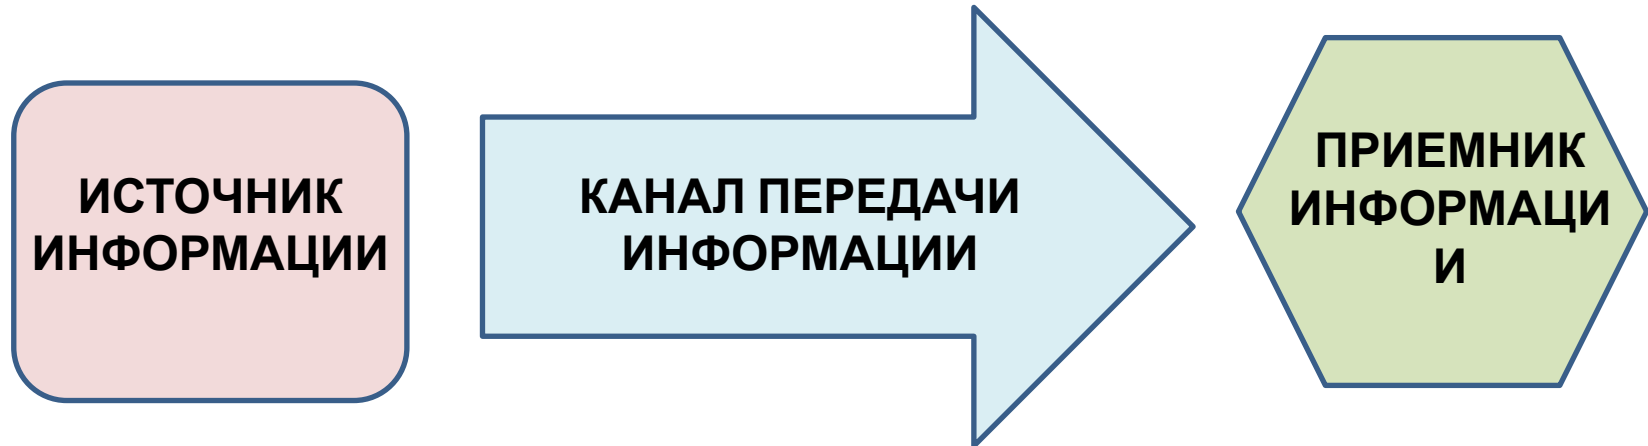 ИСТОЧНИК
ИНФОРМАЦИИ
КАНАЛ ПЕРЕДАЧИ
ИНФОРМАЦИИ
ПРИЕМНИК
ИНФОРМАЦИ
И